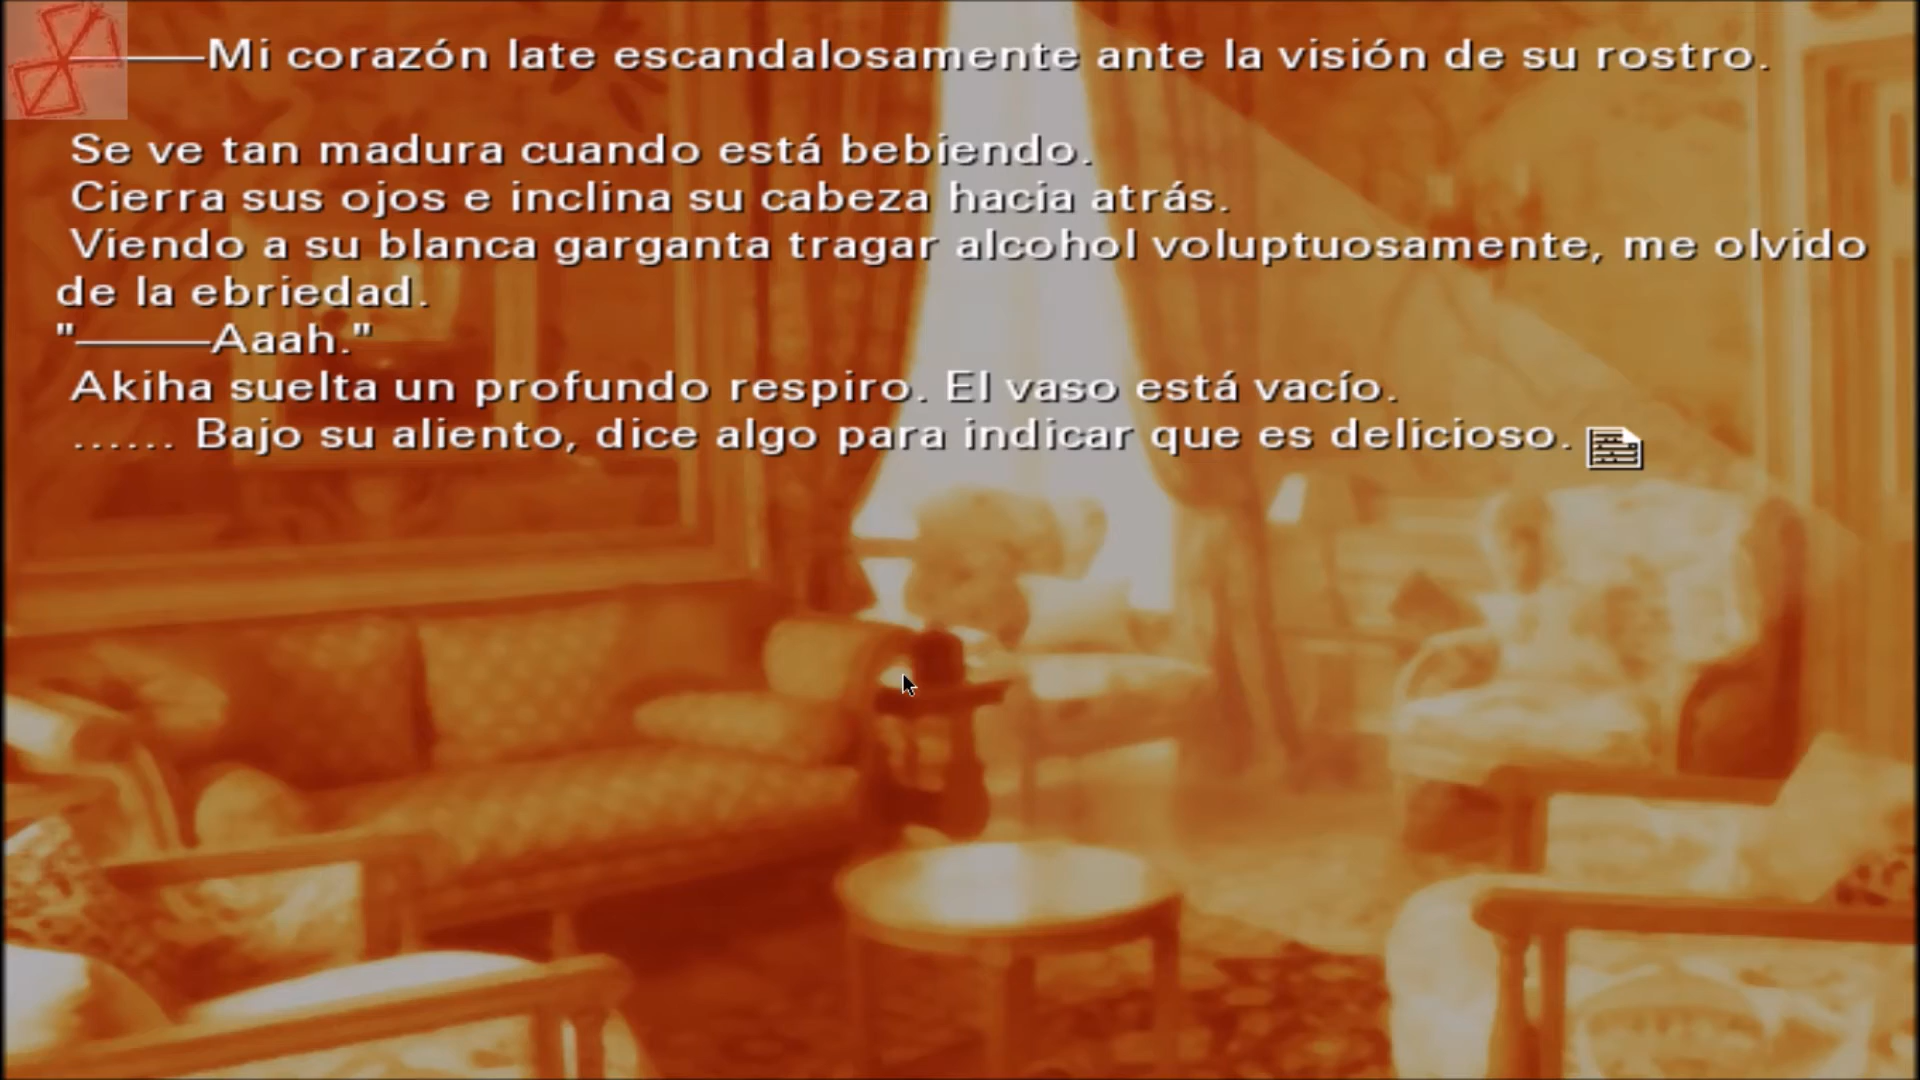 ———Mi corazón late escandalosamente ante la visión de su rostro.
Se ve tan madura cuando está bebiendo.
Cierra sus ojos e inclina su cabeza hacia atrás.
Viendo a su blanca garganta tragar alcohol voluptuosamente, me olvido
de la ebriedad.
"———Aaah."
Akiha suelta un profundo respiro. El vaso está vacío.
...... Bajo su aliento, dice algo para indicar que es delicioso.